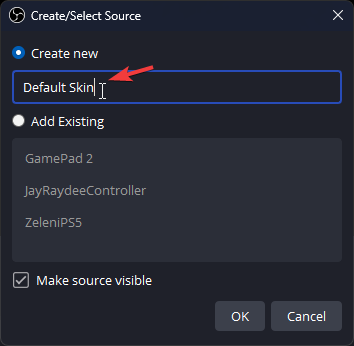 Create/Select Source
Create new
Default Skin
Add Existing
GamePad 2
JayRaydeeController
ZeleniPS5
Make source visible
OK
Cancel